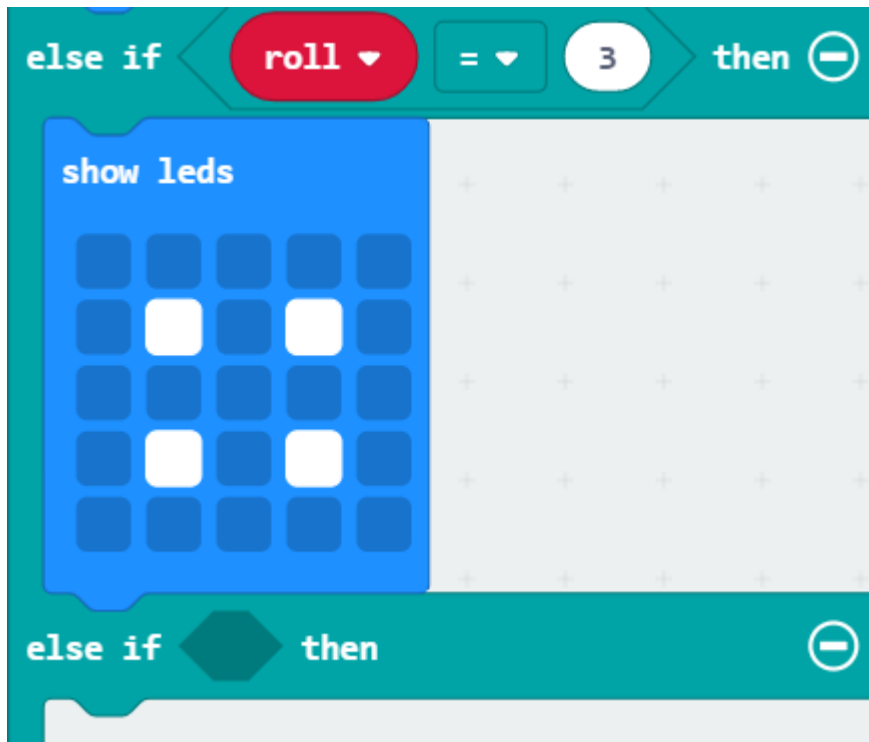 else if roll = 3 then
show leds
else if then